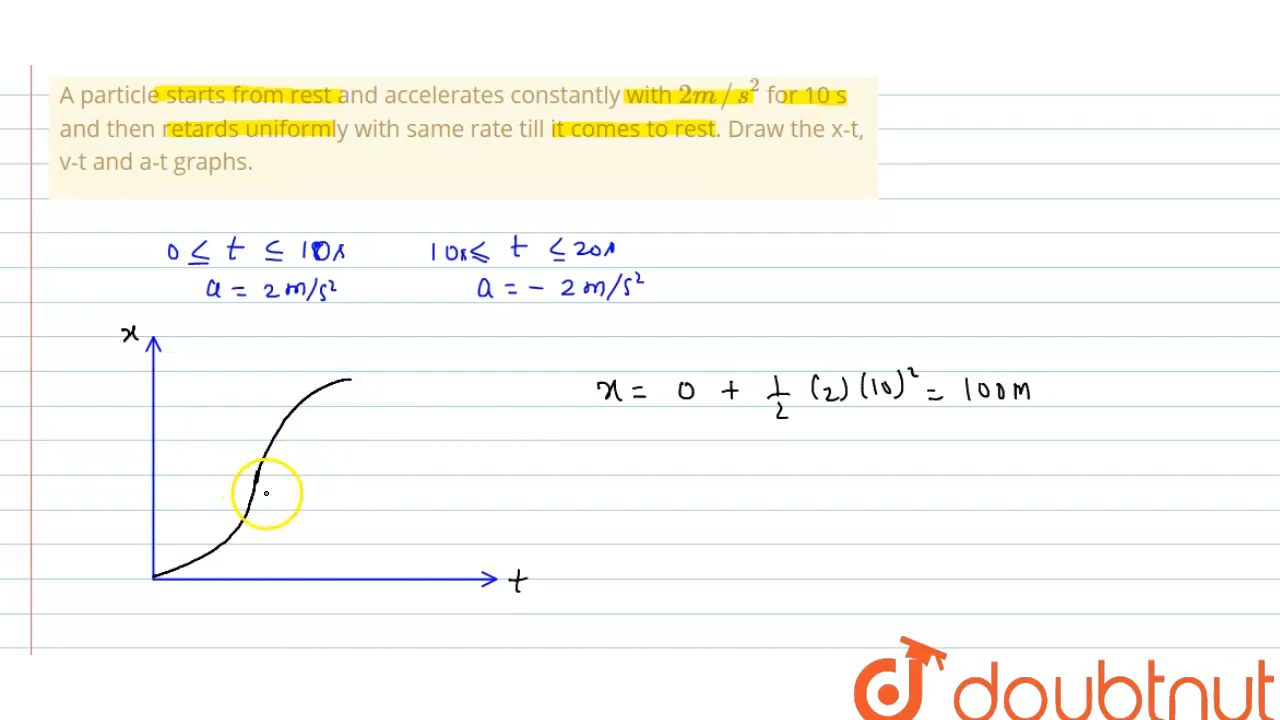 A particle starts from rest and accelerates constantly with 2m/s² for 10 s
and then retards uniformly with same rate till it comes to rest. Draw the x-t,
v-t and a-t graphs.
0 ≤ t ≤ 10s 10s ≤ t ≤ 20s
a = 2m/s² a = - 2m/s²
x
x = 0 + 1/2 (2)(10)² = 100m
t
doubtnut